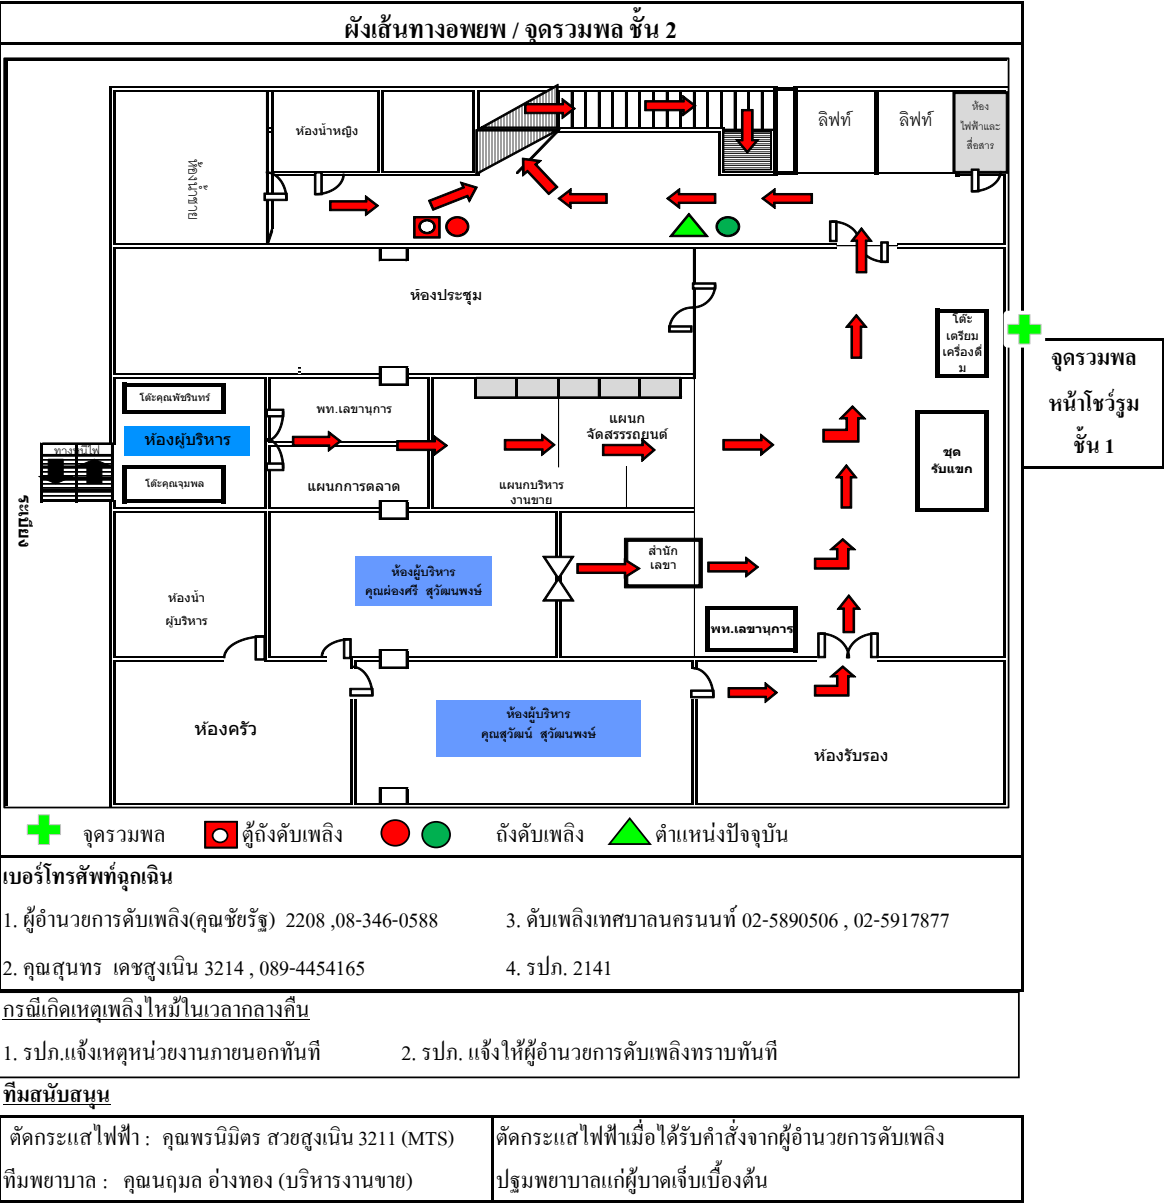 ผังเส้นทางอพยพ / จุดรวมพล ชั้น 2
ห้องน้ำชาย
ห้องน้ำหญิง
ลิฟท์
ลิฟท์
ห้อง
ไฟฟ้าและ
สื่อสาร
ห้องประชุม
โต๊ะ
เตรียม
เครื่องดื่
ม
จุดรวมพล
หน้าโชว์รูม
ชั้น 1
โต๊ะคุณพัชรินทร์
ห้องผู้บริหาร
โต๊ะคุณจุมพล
ทางหนีไฟ
ระเบียง
พท.เลขานุการ
แผนกการตลาด
แผนก
จัดสรรรถยนต์
แผนกบริหาร
งานขาย
ชุด
รับแขก
ห้องน้ำ
ผู้บริหาร
ห้องผู้บริหาร
คุณผ่องศรี สุวัฒนพงษ์
สำนัก
เลขา
พท.เลขานุการ
ห้องครัว
ห้องผู้บริหาร
คุณสุวัฒน์ สุวัฒนพงษ์
ห้องรับรอง
จุดรวมพล ตู้ถังดับเพลิง ถังดับเพลิง ตำแหน่งปัจจุบัน
เบอร์โทรศัพท์ฉุกเฉิน
1. ผู้อำนวยการดับเพลิง(คุณชัยรัฐ) 2208 ,08-346-0588 3. ดับเพลิงเทศบาลนครนนท์ 02-5890506 , 02-5917877
2. คุณสุนทร เดชสูงเนิน 3214 , 089-4454165 4. รปภ. 2141
กรณีเกิดเหตุเพลิงไหม้ในเวลากลางคืน
1. รปภ.แจ้งเหตุหน่วยงานภายนอกทันที 2. รปภ. แจ้งให้ผู้อำนวยการดับเพลิงทราบทันที
ทีมสนับสนุน
ตัดกระแสไฟฟ้า : คุณพรนิมิตร สวยสูงเนิน 3211 (MTS) ตัดกระแสไฟฟ้าเมื่อได้รับคำสั่งจากผู้อำนวยการดับเพลิง
ทีมพยาบาล : คุณนฤมล อ่างทอง (บริหารงานขาย) ปฐมพยาบาลแก่ผู้บาดเจ็บเบื้องต้น